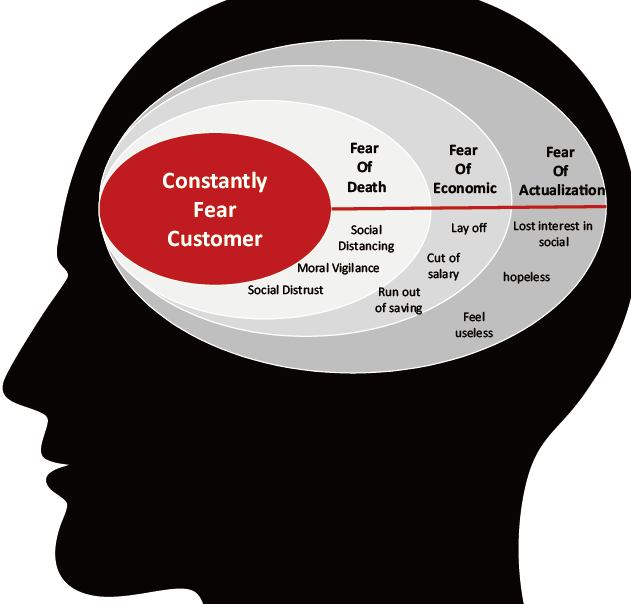 Constantly
Fear
Customer
Fear
Of
Death
Fear
Of
Economic
Fear
Of
Actualization
Social
Distancing
Moral Vigilance
Social Distrust
Lay off
Cut of
salary
Run out
of saving
Lost interest in
social
hopeless
Feel
useless